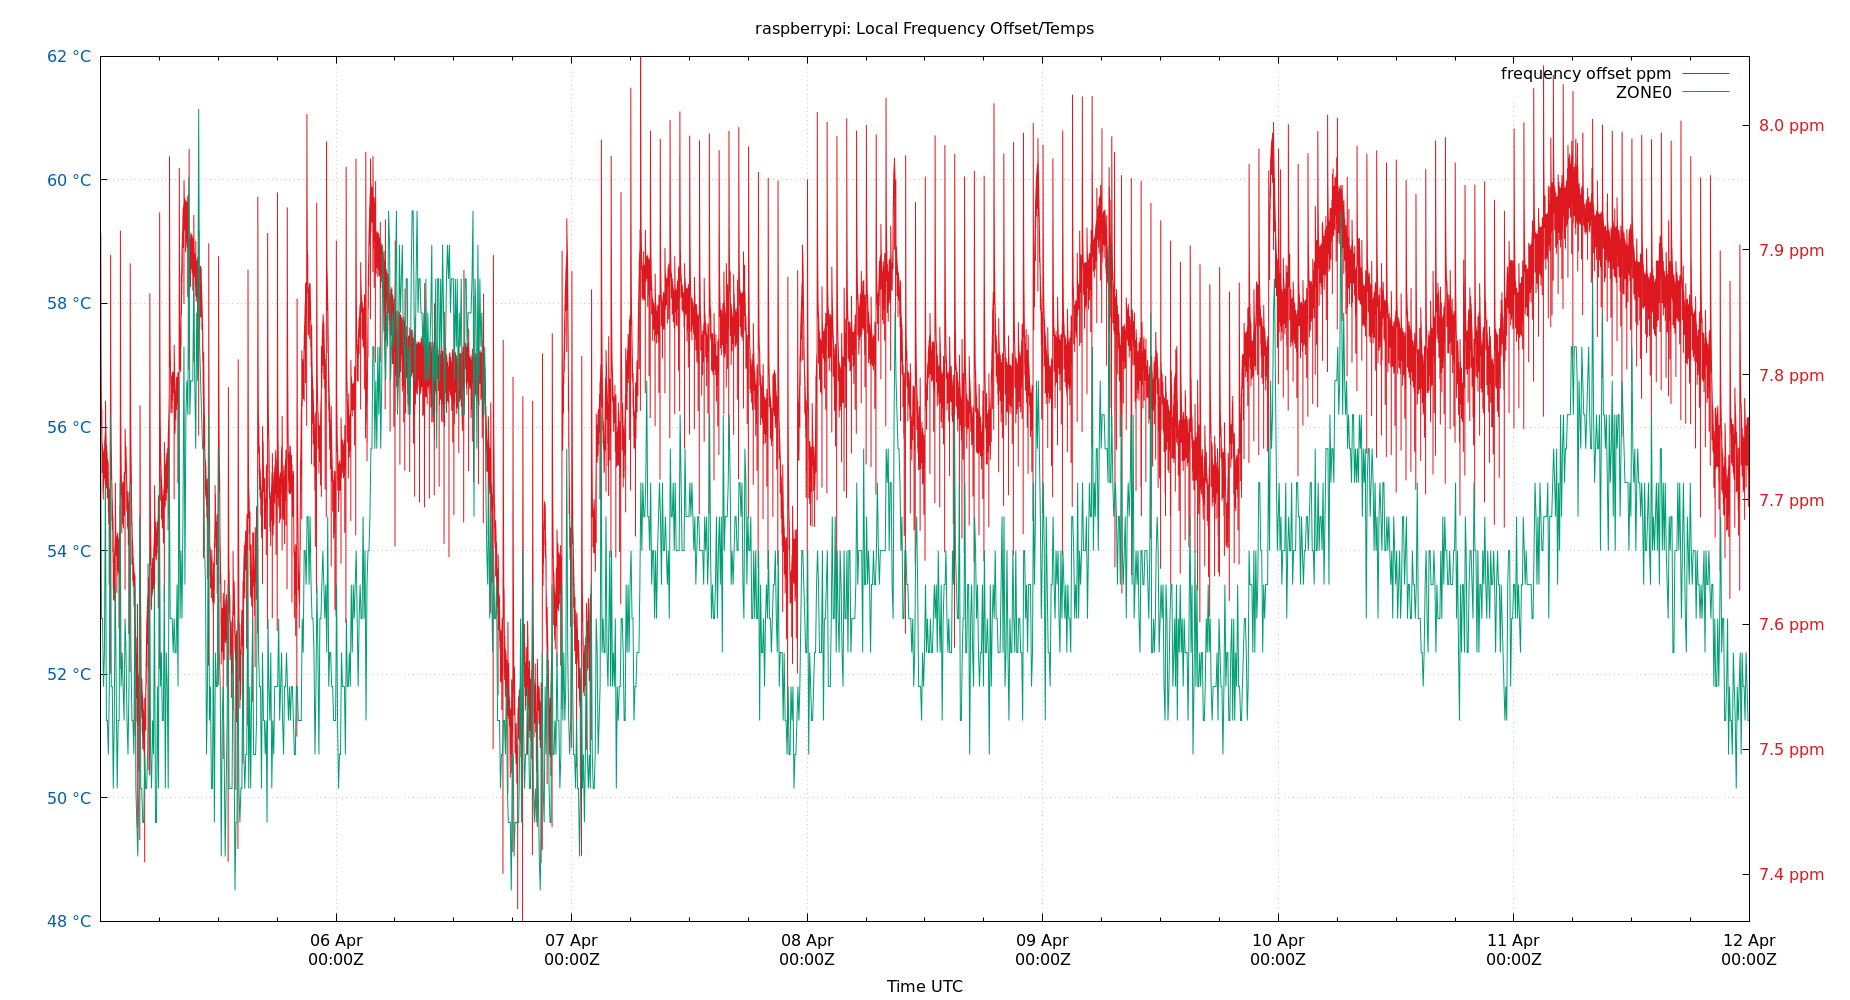 raspberrypi: Local Frequency Offset/Temps
62 °C
60 °C
58 °C
56 °C
54 °C
52 °C
50 °C
48 °C
frequency offset ppm
ZONE0
8.0 ppm
7.9 ppm
7.8 ppm
7.7 ppm
7.6 ppm
7.5 ppm
7.4 ppm
06 Apr
00:00Z
07 Apr
00:00Z
08 Apr
00:00Z
09 Apr
00:00Z
10 Apr
00:00Z
11 Apr
00:00Z
12 Apr
00:00Z
Time UTC